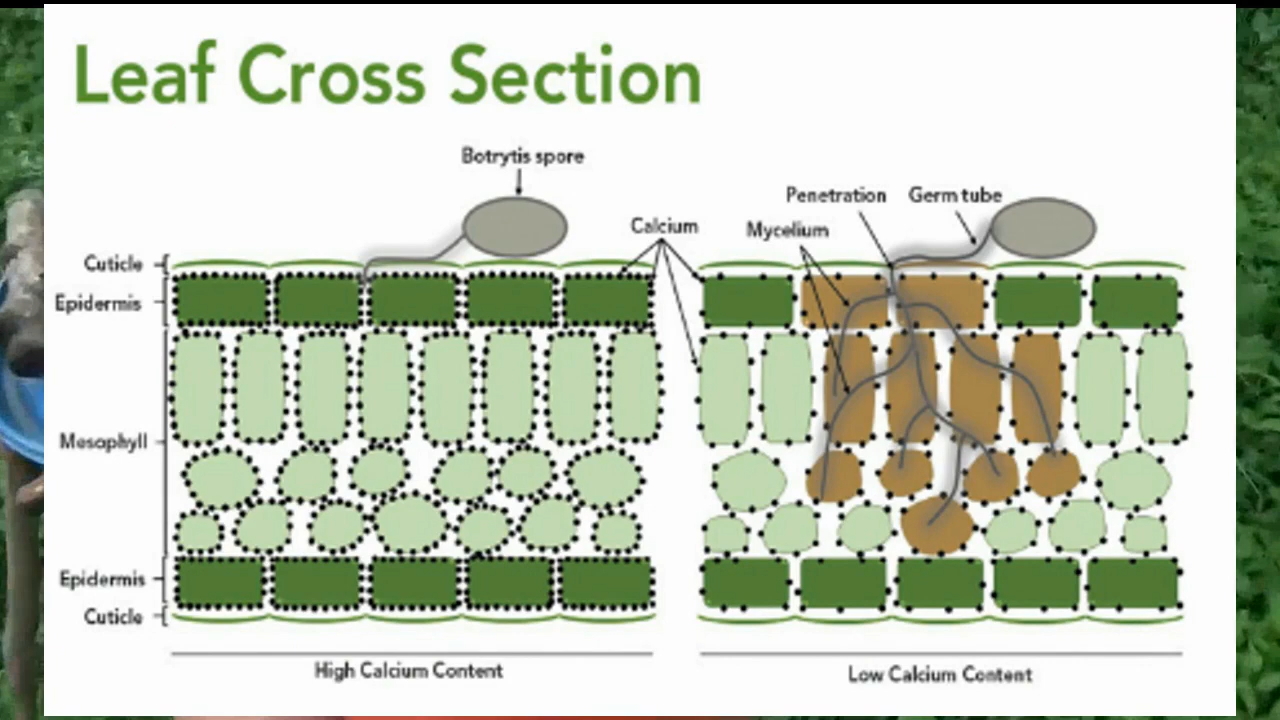 Leaf Cross Section
Botrytis spore
Penetration
Germ tube
Calcium
Mycelium
Cuticle
Epidermis
Mesophyll
Epidermis
Cuticle
High Calcium Content
Low Calcium Content